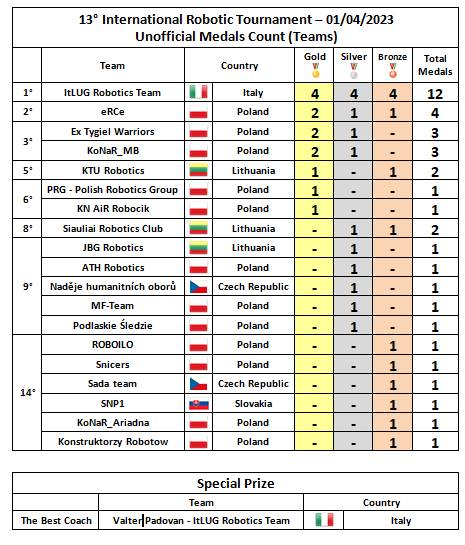 13° International Robotic Tournament – 01/04/2023
Unofficial Medals Count (Teams)
Team Country Gold Silver Bronze Total Medals
1° ItLUG Robotics Team Italy 4 4 4 12
2° eRCe Poland 2 1 1 4
3° Ex Tygiel Warriors Poland 2 1 - 3
KoNaR_MB Poland 2 1 - 3
5° KTU Robotics Lithuania 1 - 1 2
6° PRG - Polish Robotics Group Poland 1 - - 1
KN AiR Robocik Poland 1 - - 1
8° Siauliai Robotics Club Lithuania - 1 1 2
9° JBG Robotics Lithuania - 1 - 1
ATH Robotics Poland - 1 - 1
Naděje humanitních oborů Czech Republic - 1 - 1
MF-Team Poland - 1 - 1
Podlaskie Śledzie Poland - 1 - 1
14° ROBOILO Poland - - 1 1
Snicers Poland - - 1 1
Sada team Czech Republic - - 1 1
SNP1 Slovakia - - 1 1
KoNaR_Ariadna Poland - - 1 1
Konstruktorzy Robotow Poland - - 1 1
Special Prize
Team Country
The Best Coach Valter Padovan - ItLUG Robotics Team Italy